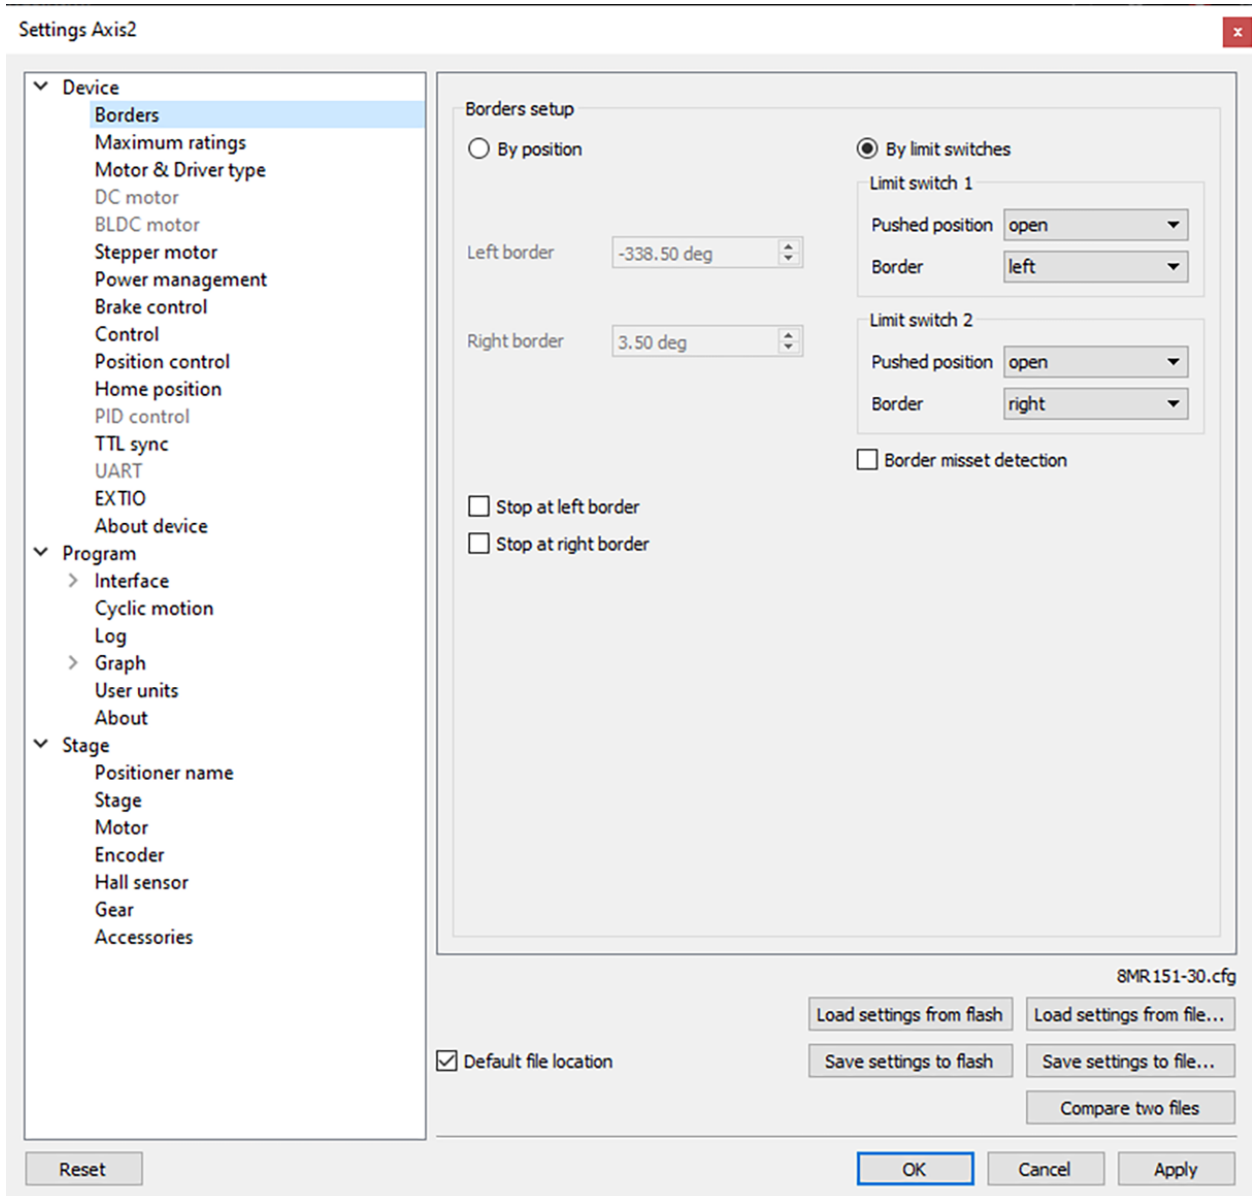 Settings Axis2
x
Device
Borders
Maximum ratings
Motor & Driver type
DC motor
BLDC motor
Stepper motor
Power management
Brake control
Control
Position control
Home position
PID control
TTL sync
UART
EXTIO
About device
Program
Interface
Cyclic motion
Log
Graph
User units
About
Stage
Positioner name
Stage
Motor
Encoder
Hall sensor
Gear
Accessories
Borders setup
By position
By limit switches
Limit switch 1
Pushed position open
Border left
Left border -338.50 deg
Limit switch 2
Right border 3.50 deg
Pushed position open
Border right
Border misset detection
Stop at left border
Stop at right border
8MR151-30.cfg
Load settings from flash Load settings from file...
Default file location Save settings to flash Save settings to file...
Compare two files
Reset OK Cancel Apply